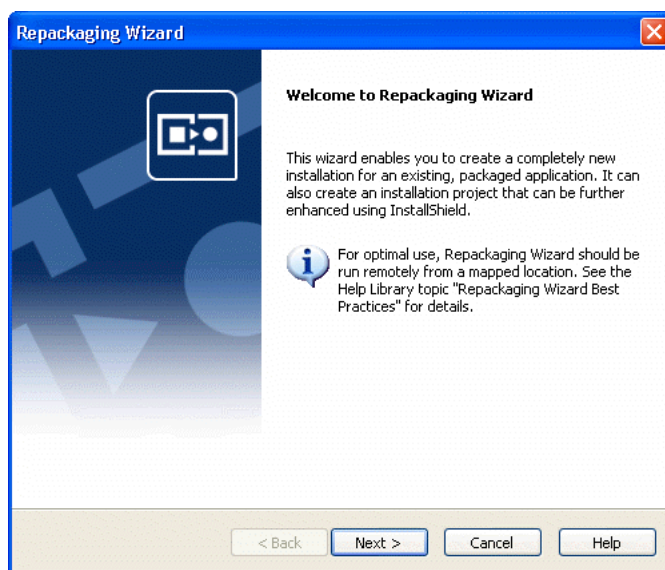 Repackaging Wizard
Welcome to Repackaging Wizard
This wizard enables you to create a completely new
installation for an existing, packaged application. It can
also create an installation project that can be further
enhanced using InstallShield.
For optimal use, Repackaging Wizard should be
run remotely from a mapped location. See the
Help Library topic "Repackaging Wizard Best
Practices" for details.
< Back Next > Cancel Help